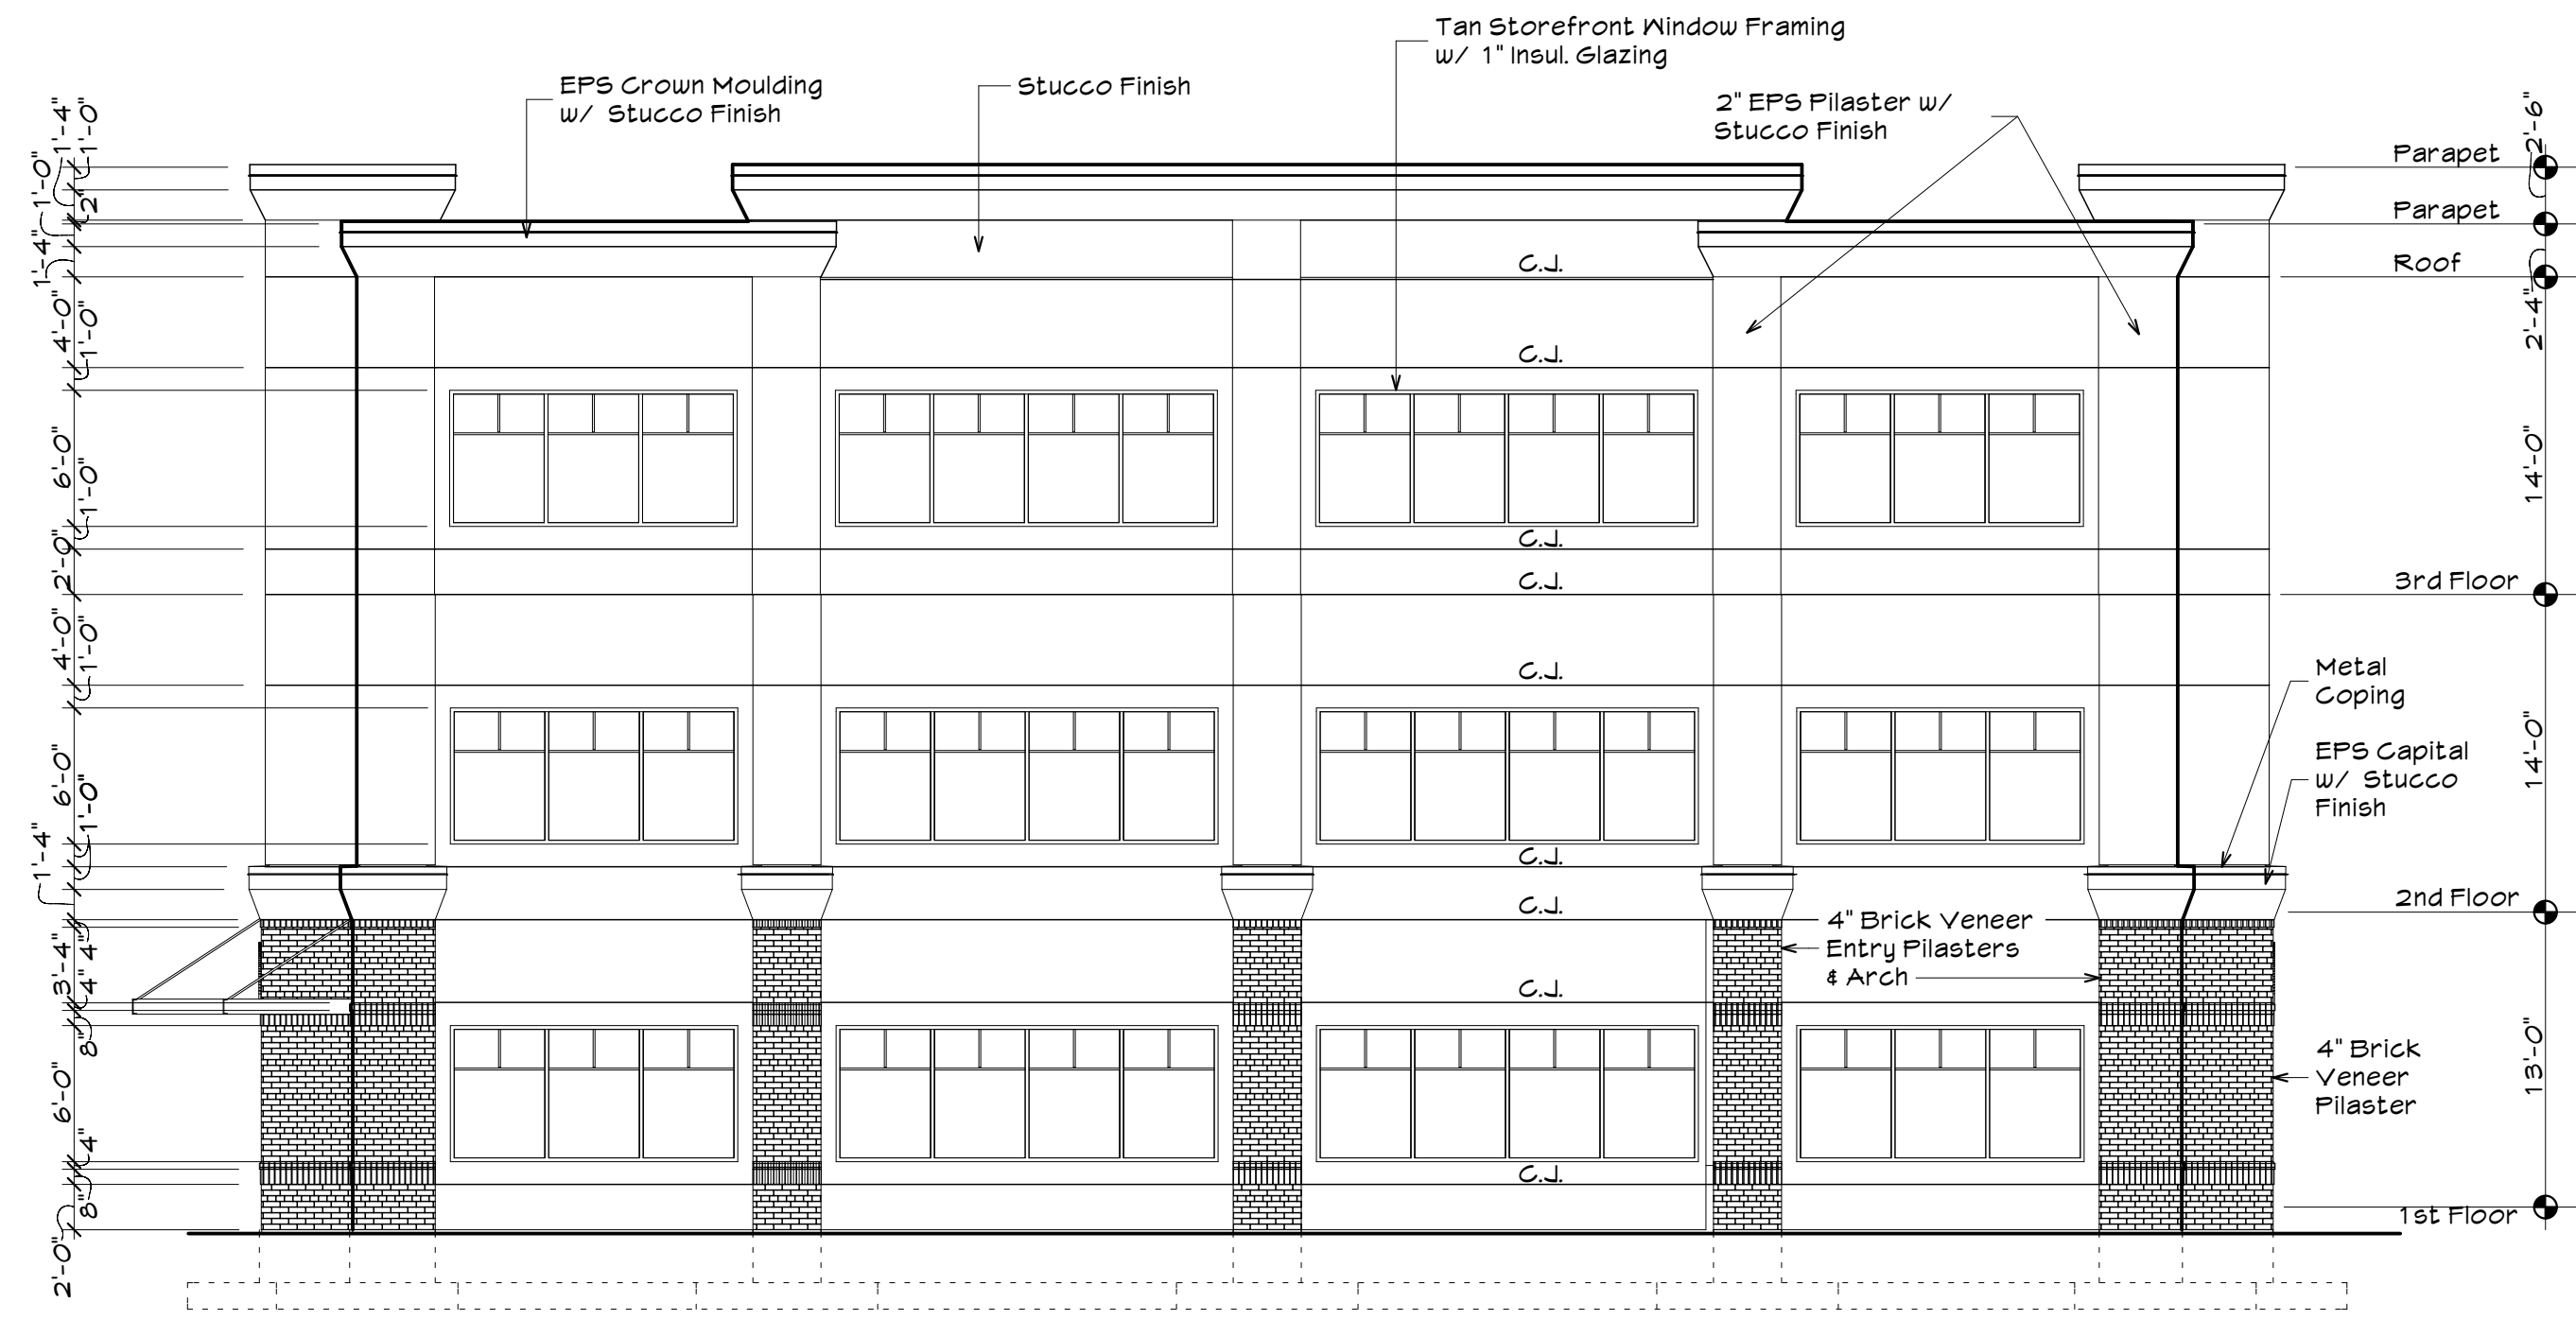 Tan Storefront Window Framing
w/ 1" Insul. Glazing
EPS Crown Moulding
w/ Stucco Finish
Stucco Finish
2" EPS Pilaster w/
Stucco Finish
1'-4"
1'-0"
1'-0"
2"
1'-4"
4'-0"
1'-0"
6'-0"
1'-0"
2'-0"
4'-0"
1'-0"
6'-0"
1'-0"
1'-4"
4"
3'-4"
4"
8"
6'-0"
4"
8"
2'-0"
C.J.
C.J.
C.J.
C.J.
C.J.
C.J.
C.J.
C.J.
C.J.
4" Brick Veneer
Entry Pilasters
& Arch
Metal
Coping
EPS Capital
w/ Stucco
Finish
4" Brick
Veneer
Pilaster
Parapet
Parapet
Roof
3rd Floor
2nd Floor
1st Floor
2'-6"
2'-4"
14'-0"
14'-0"
13'-0"